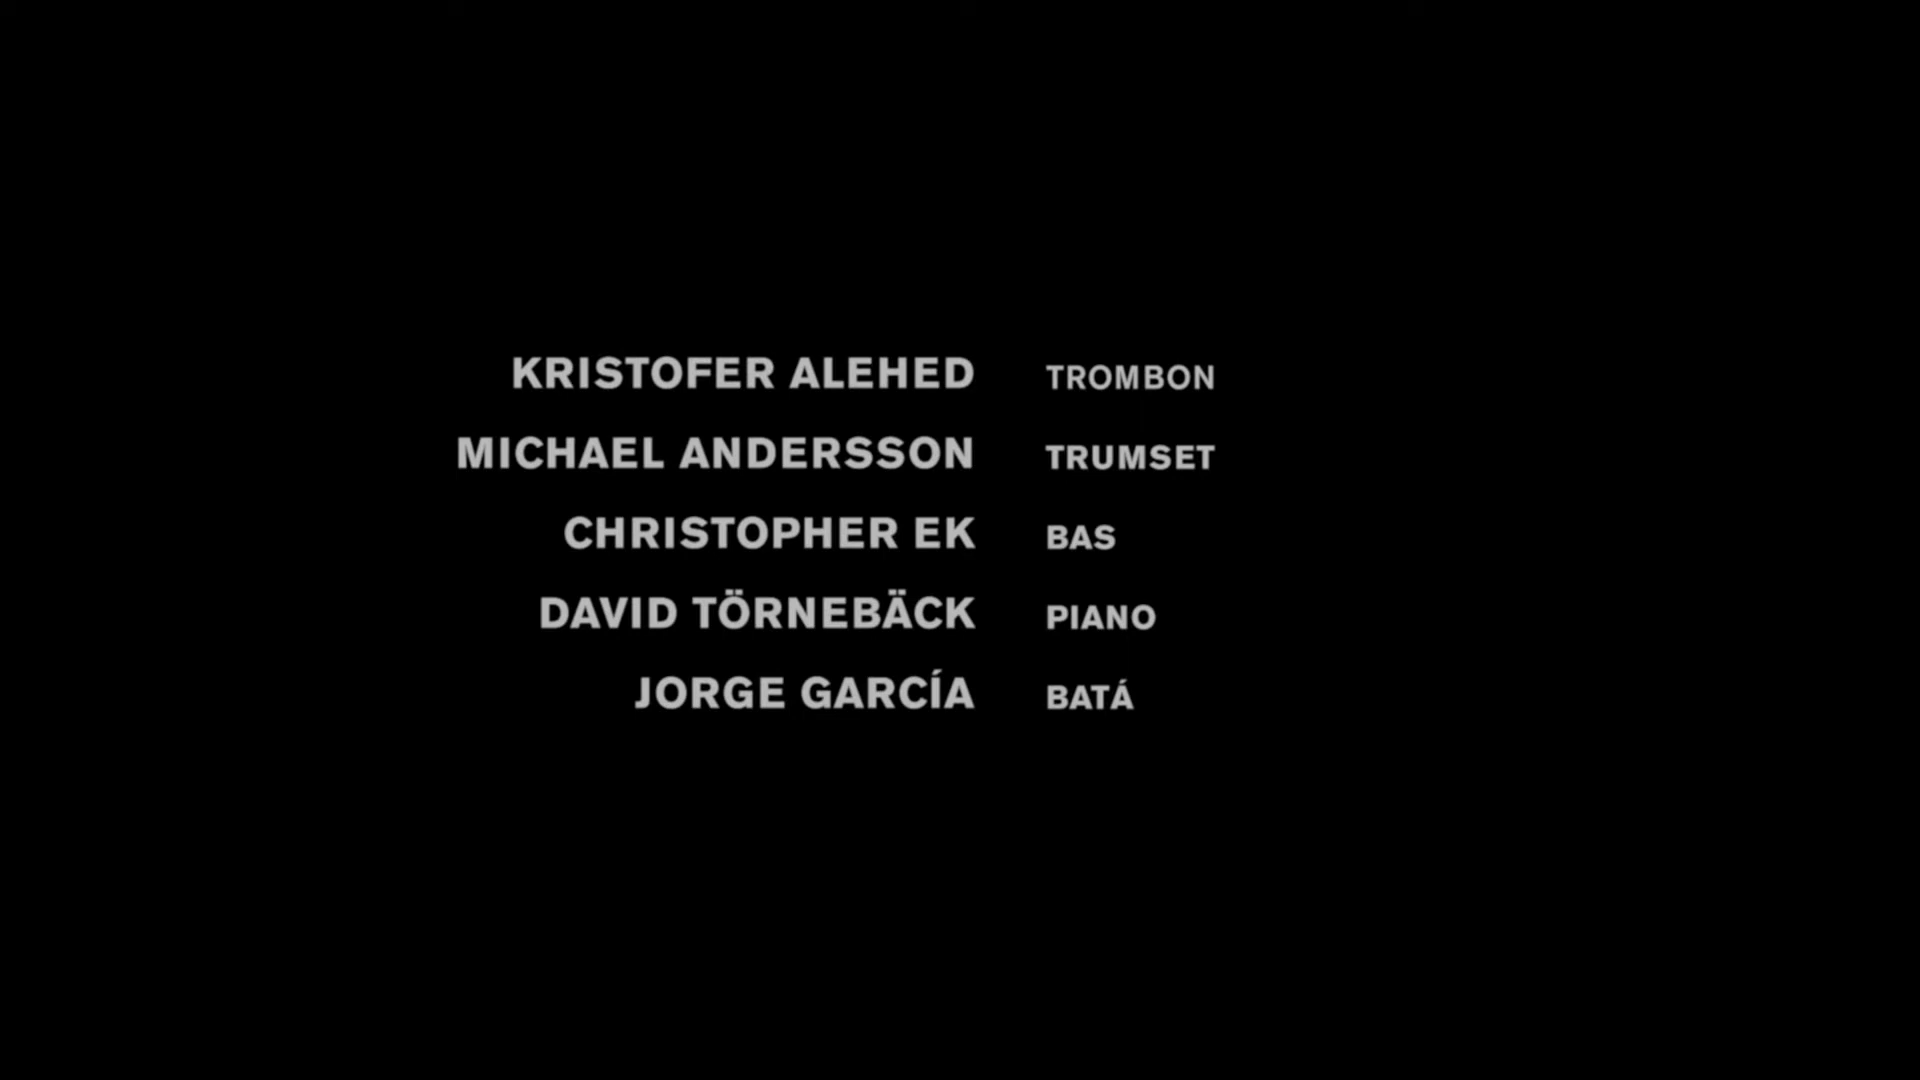 KRISTOFER ALEHED TROMBON
MICHAEL ANDERSSON TRUMSET
CHRISTOPHER EK BAS
DAVID TÖRNEBÄCK PIANO
JORGE GARCÍA BATÁ